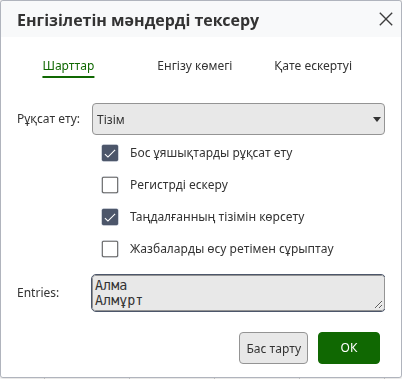 Енгізілетін мәндерді тексеру
Шарттар Енгізу көмегі Қате ескертуі
Рұқсат ету: Тізім
Бос ұяшықтарды рұқсат ету
Регистрді ескеру
Таңдалғанның тізімін көрсету
Жазбаларды өсу ретімен сұрыптау
Entries: Алма
Алмұрт
Бас тарту OK